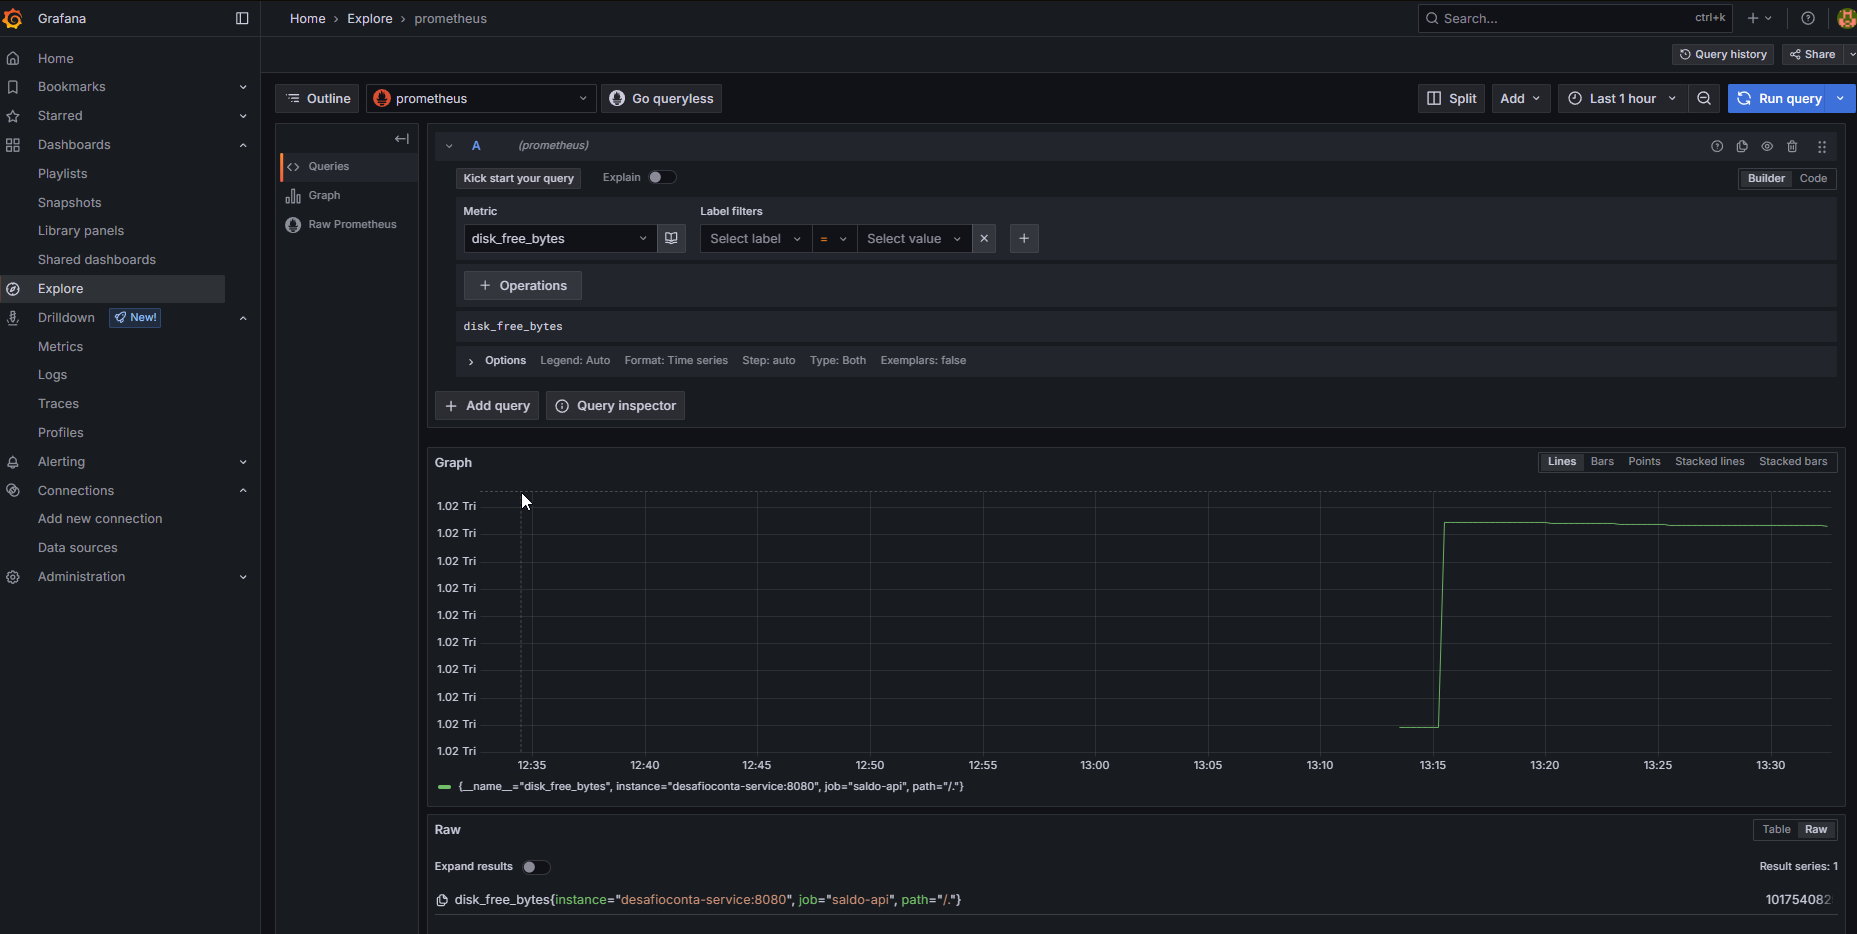 Grafana
Home › Explore › prometheus
Search...
ctrl+k
Query history
Share
Home
Bookmarks
Starred
Dashboards
Playlists
Snapshots
Library panels
Shared dashboards
Explore
Drilldown New!
Metrics
Logs
Traces
Profiles
Alerting
Connections
Add new connection
Data sources
Administration
Outline
prometheus
Go queryless
Split
Add
Last 1 hour
Run query
Queries
Graph
Raw Prometheus
A (prometheus)
Kick start your query
Explain
Builder
Code
Metric
Label filters
disk_free_bytes
Select label
=
Select value
+ Operations
disk_free_bytes
Options Legend: Auto Format: Time series Step: auto Type: Both Exemplars: false
+ Add query
Query inspector
Graph
Lines Bars Points Stacked lines Stacked bars
1.02 Tri
1.02 Tri
1.02 Tri
1.02 Tri
1.02 Tri
1.02 Tri
1.02 Tri
1.02 Tri
1.02 Tri
1.02 Tri
12:35 12:40 12:45 12:50 12:55 13:00 13:05 13:10 13:15 13:20 13:25 13:30
{__name__="disk_free_bytes", instance="desafioconta-service:8080", job="saldo-api", path="/."}
Raw
Table Raw
Expand results
Result series: 1
disk_free_bytes{instance="desafioconta-service:8080", job="saldo-api", path="/."}
101754082